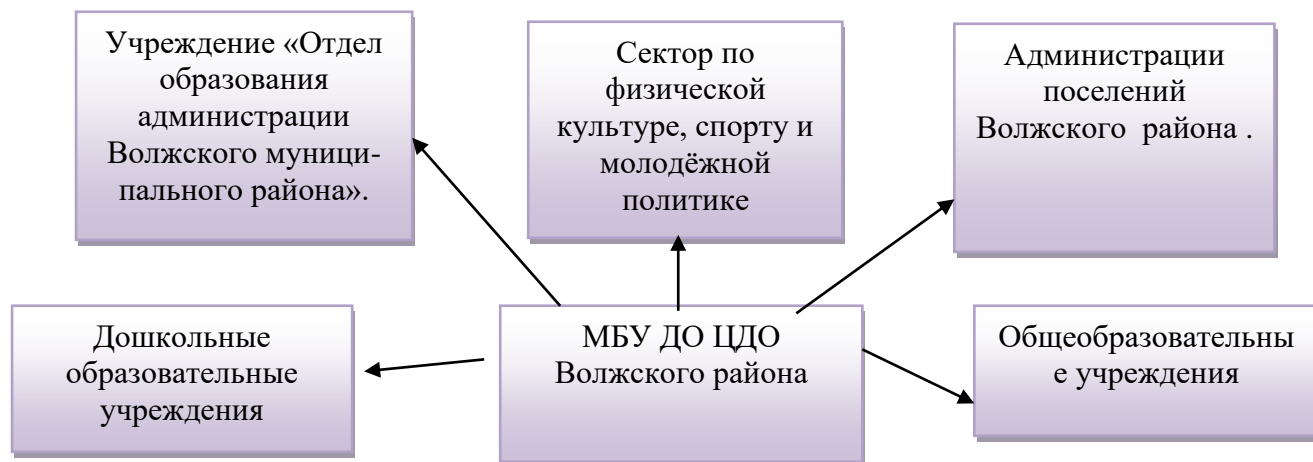 Учреждение «Отдел
образования
администрации
Волжского муници-
пального района».
Сектор по
физической
культуре, спорту и
молодёжной
политике
Администрации
поселений
Волжского района .
Дошкольные
образовательные
учреждения
МБУ ДО ЦДО
Волжского района
Общеобразовательны
е учреждения